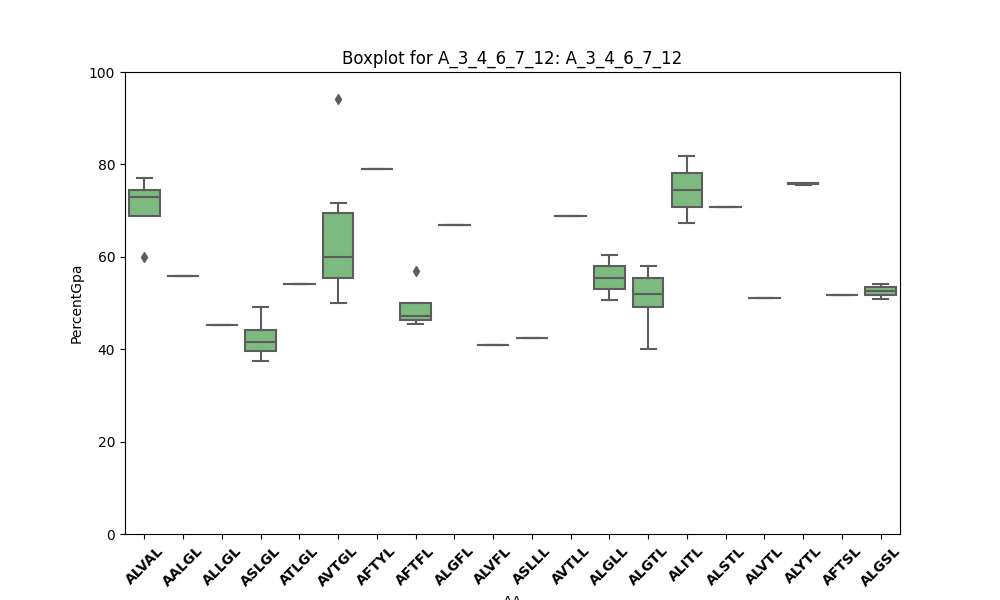 Boxplot for A_3_4_6_7_12: A_3_4_6_7_12
PercentGpa
100
80
60
40
20
0
ALVAL
AALGL
ALLGL
ASLGL
ATLGL
AVTGL
AFTYL
AFTFL
ALGFL
ALVFL
ASLLL
AVTLL
ALGLL
ALGTL
ALITL
ALSTL
ALVTL
ALYTL
AFTSL
ALGSL
AA